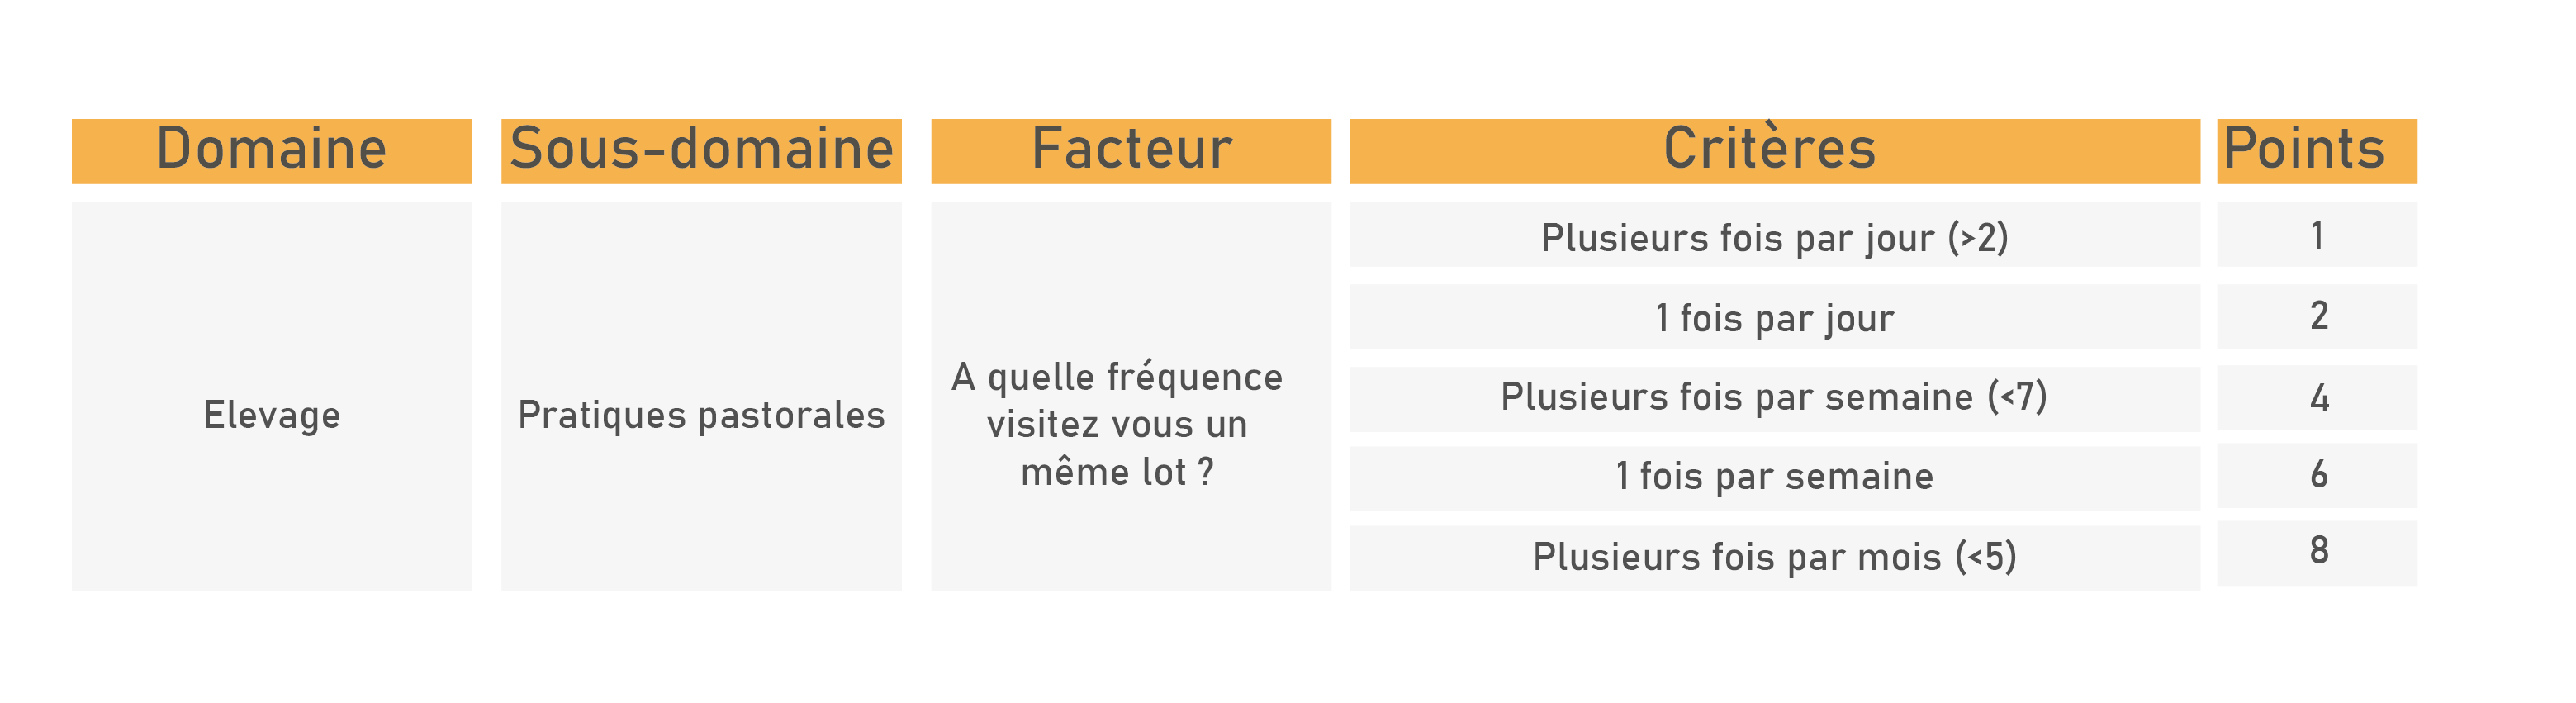 Domaine Sous-domaine Facteur Critères Points
Plusieurs fois par jour (>2) 1
1 fois par jour 2
A quelle fréquence
visitez vous un
même lot ?
Elevage
Pratiques pastorales
Plusieurs fois par semaine (<7) 4
1 fois par semaine 6
Plusieurs fois par mois (<5) 8